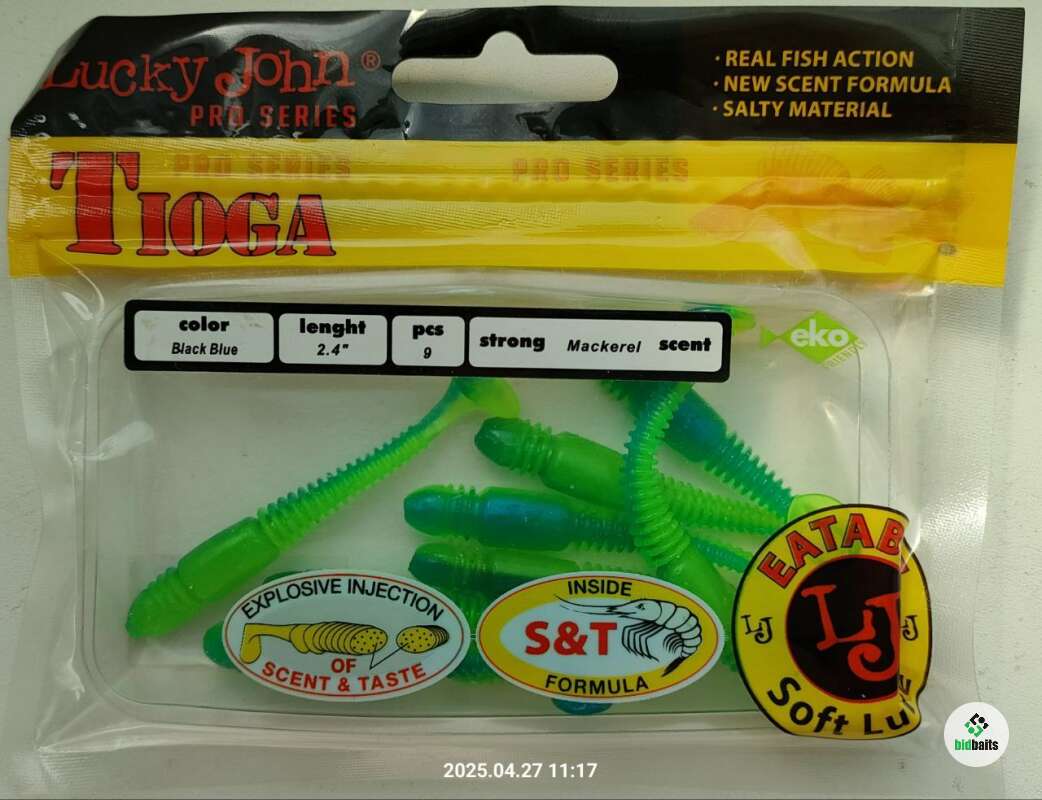 Lucky John®
PRO SERIES
· REAL FISH ACTION
· NEW SCENT FORMULA
· SALTY MATERIAL
PRO SERIES
PRO SERIES
TIOGA
color
Black Blue
lenght
2.4"
pcs
9
strong Mackerel scent
eko
EXPLOSIVE INJECTION
OF
SCENT & TASTE
INSIDE
S&T
FORMULA
EATAB
LJ
LJ
LJ
Soft Lu
bidbaits
2025.04.27 11:17